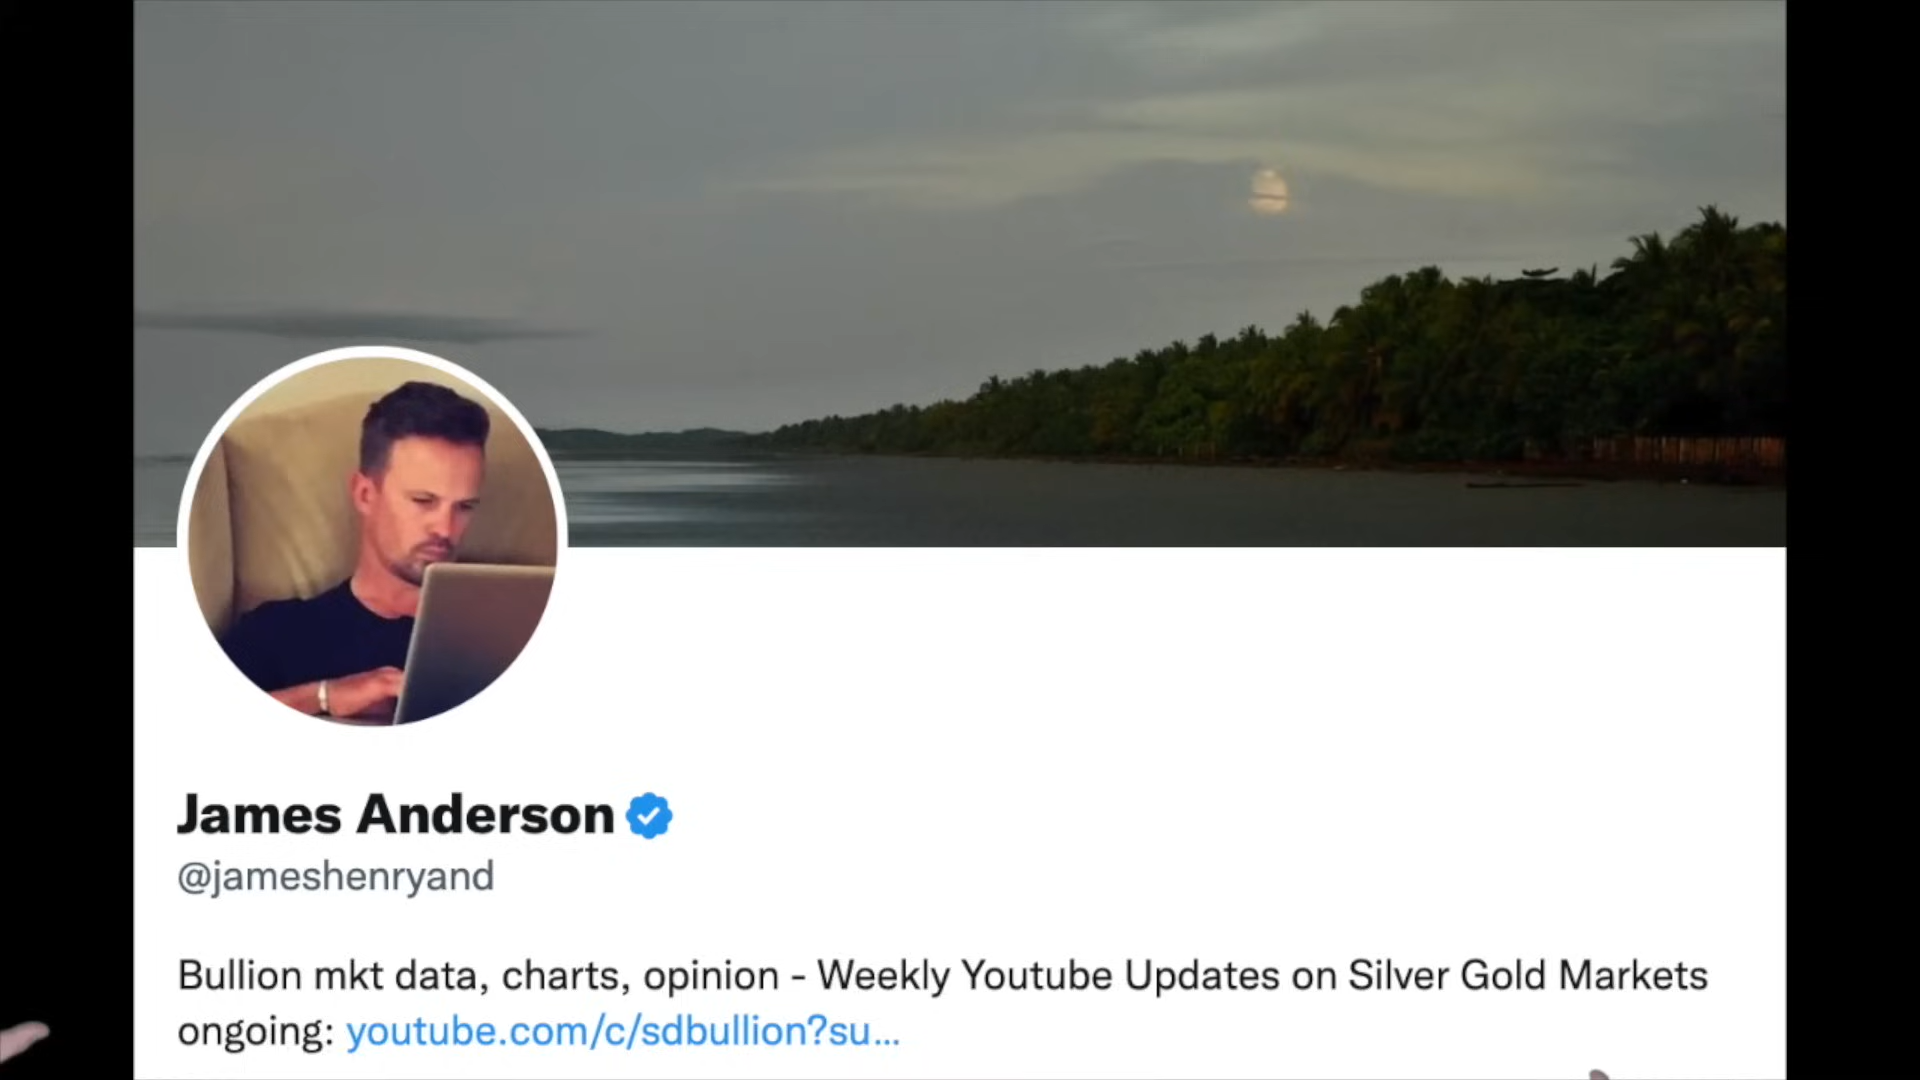 James Anderson
@jameshenryand
Bullion mkt data, charts, opinion - Weekly Youtube Updates on Silver Gold Markets
ongoing: youtube.com/c/sdbullion?su...